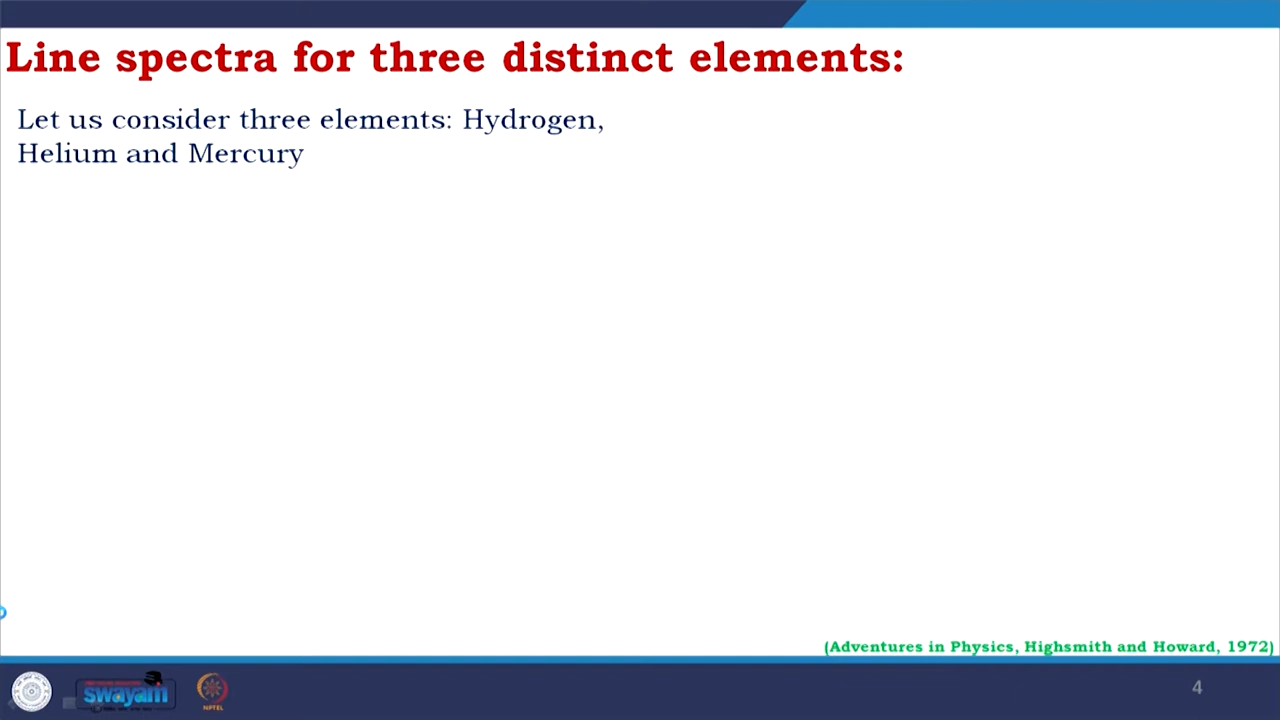 Line spectra for three distinct elements:
Let us consider three elements: Hydrogen,
Helium and Mercury
(Adventures in Physics, Highsmith and Howard, 1972)
swayam
NPTEL
4